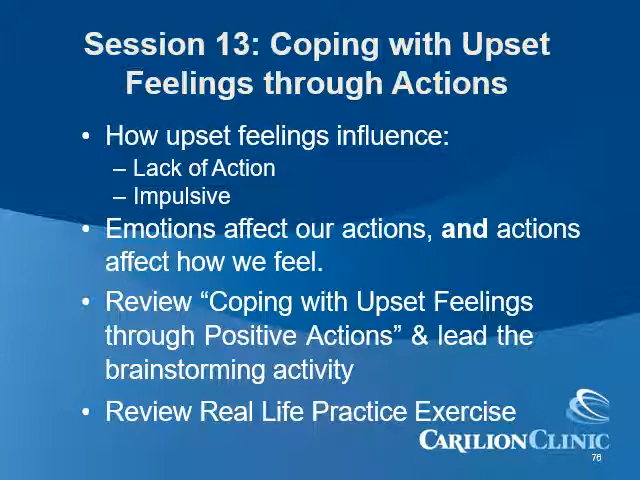 Session 13: Coping with Upset
Feelings through Actions
• How upset feelings influence:
– Lack of Action
– Impulsive
• Emotions affect our actions, and actions
affect how we feel.
• Review “Coping with Upset Feelings
through Positive Actions” & lead the
brainstorming activity
• Review Real Life Practice Exercise
CARILION CLINIC
76